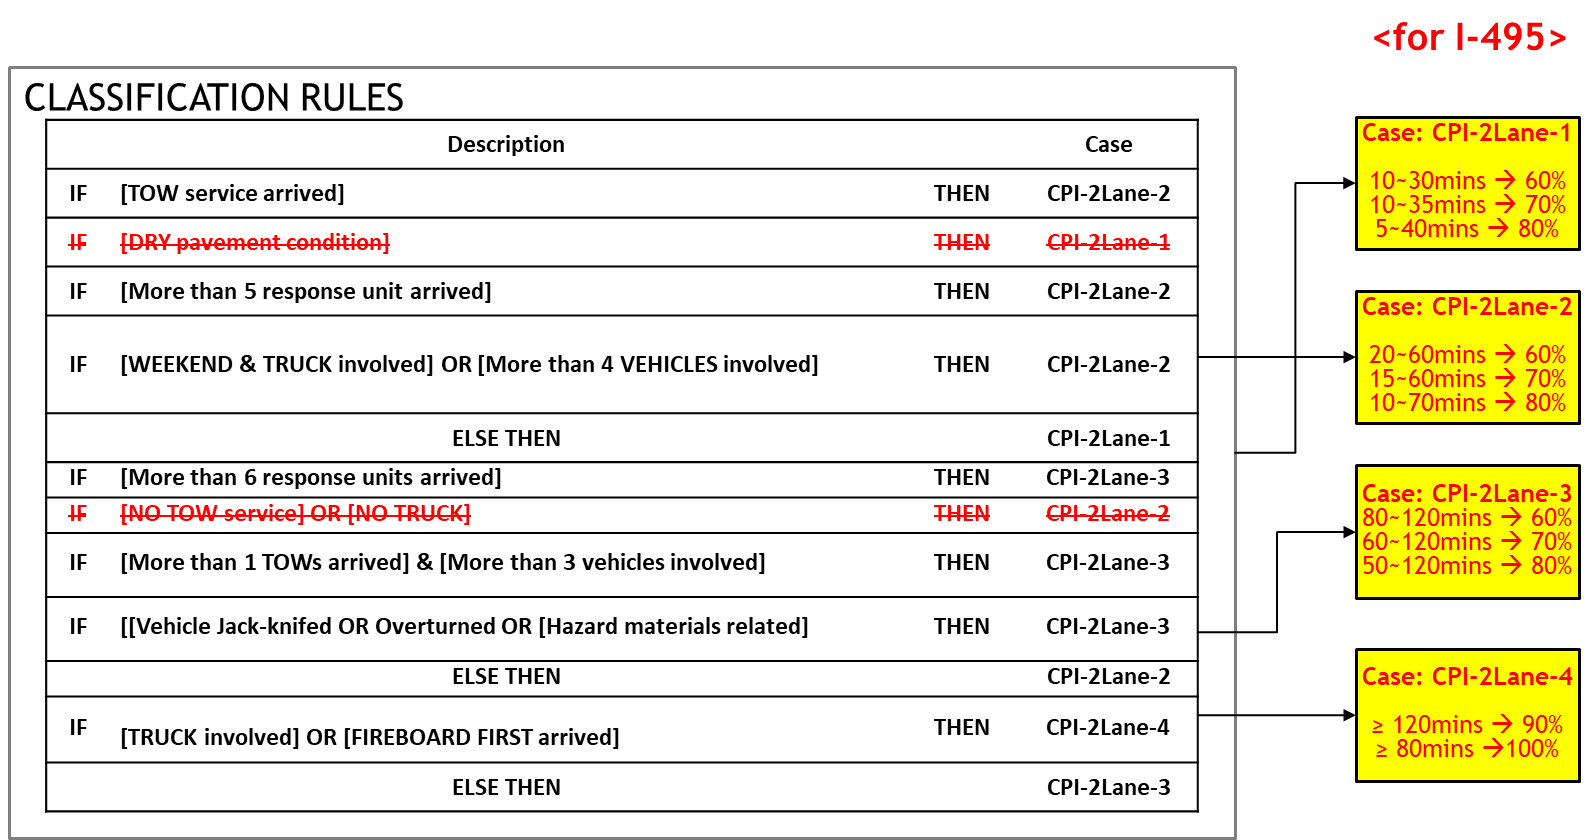 <for I-495>
CLASSIFICATION RULES
Description Case
IF [TOW service arrived] THEN CPI-2Lane-2
IF [DRY pavement condition] THEN CPI-2Lane-1
IF [More than 5 response unit arrived] THEN CPI-2Lane-2
IF [WEEKEND & TRUCK involved] OR [More than 4 VEHICLES involved] THEN CPI-2Lane-2
ELSE THEN CPI-2Lane-1
IF [More than 6 response units arrived] THEN CPI-2Lane-3
IF [NO TOW service] OR [NO TRUCK] THEN CPI-2Lane-2
IF [More than 1 TOWs arrived] & [More than 3 vehicles involved] THEN CPI-2Lane-3
IF [[Vehicle Jack-knifed OR Overturned OR [Hazard materials related] THEN CPI-2Lane-3
ELSE THEN CPI-2Lane-2
IF [TRUCK involved] OR [FIREBOARD FIRST arrived] THEN CPI-2Lane-4
ELSE THEN CPI-2Lane-3
Case: CPI-2Lane-1
10~30mins → 60%
10~35mins → 70%
5~40mins → 80%
Case: CPI-2Lane-2
20~60mins → 60%
15~60mins → 70%
10~70mins → 80%
Case: CPI-2Lane-3
80~120mins → 60%
60~120mins → 70%
50~120mins → 80%
Case: CPI-2Lane-4
≥ 120mins → 90%
≥ 80mins →100%